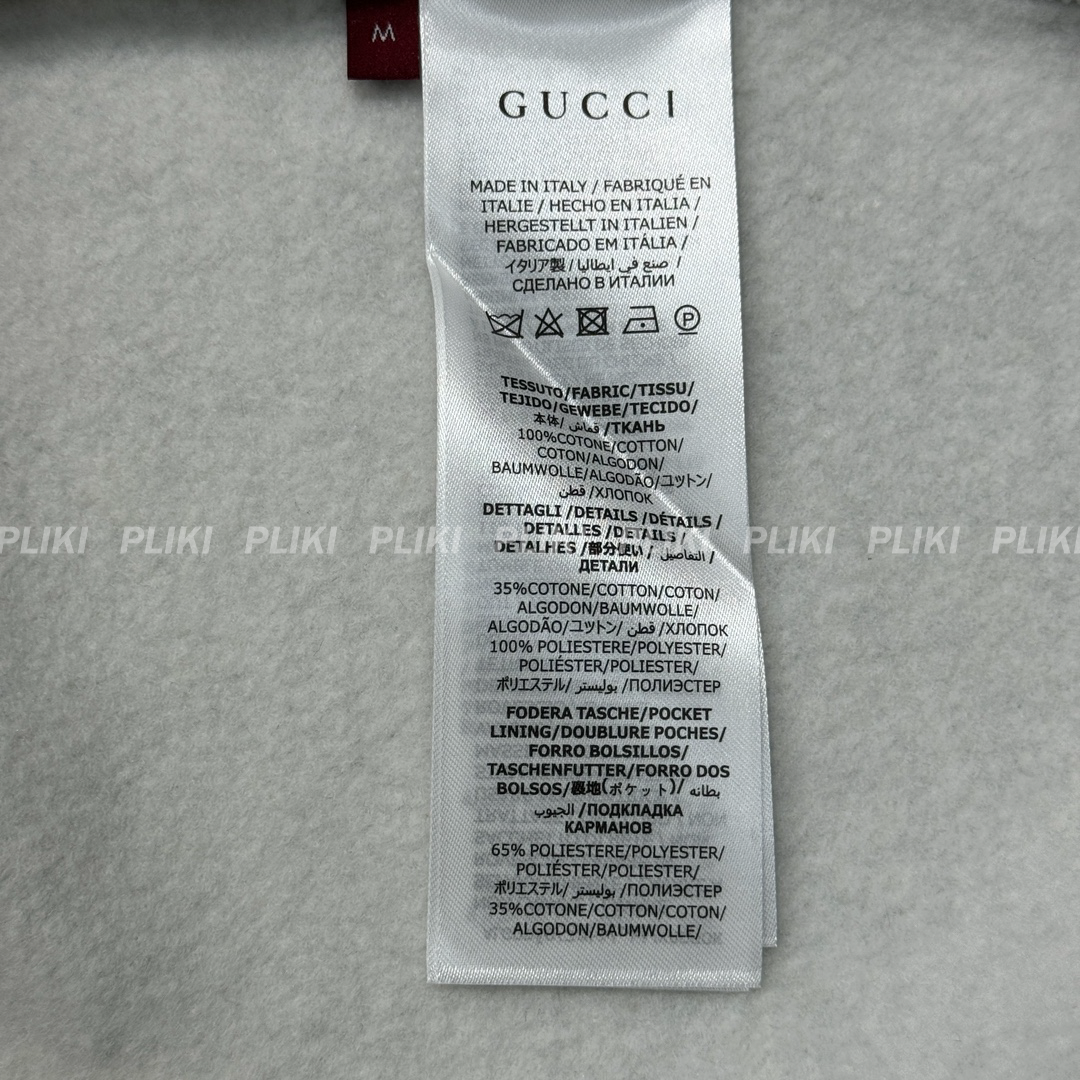 M
GUCCI
MADE IN ITALY / FABRIQUÉ EN
ITALIE / HECHO EN ITALIA /
HERGESTELLT IN ITALIEN /
FABRICADO EM ITÁLIA /
イタリア製 / صنع في ايطاليا /
СДЕЛАНО В ИТАЛИИ
P
TESSUTO/FABRIC/TISSU/
TEJIDO/GEWEBE/TECIDO/
本体/ قماش /ТКАНЬ
100%COTONE/COTTON/
COTON/ALGODON/
BAUMWOLLE/ALGODÃO/ユットン/
قطن /ХЛОПОК
DETTAGLI /DETAILS /DÉTAILS /
DETALLES /DETAILS /
DETALHES /部分使い / التفاصيل /
ДЕТАЛИ
PLIKI PLIKI PLIKI PLIKI PLIKI PLIKI PLIKI PLIKI PLIKI
35%COTONE/COTTON/COTON/
ALGODON/BAUMWOLLE/
ALGODÃO/ユットン/ قطن /ХЛОПОК
100% POLIESTERE/POLYESTER/
POLIÉSTER/POLIESTER/
ポリエステル/ بوليستر /ПОЛИЭСТЕР
FODERA TASCHE/POCKET
LINING/DOUBLURE POCHES/
FORRO BOLSILLOS/
TASCHENFUTTER/FORRO DOS
BOLSOS/裏地(ポケット)/ بطانه
الجيوب /ПОДКЛАДКА
КАРМАНОВ
65% POLIESTERE/POLYESTER/
POLIÉSTER/POLIESTER/
ポリエステル/ بوليستر /ПОЛИЭСТЕР
35%COTONE/COTTON/COTON/
ALGODON/BAUMWOLLE/